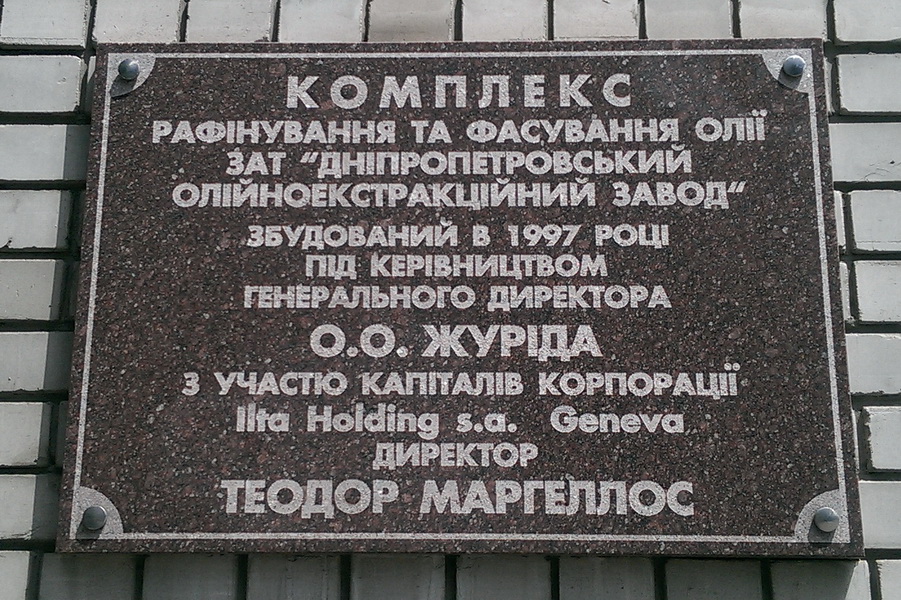 КОМПЛЕКС
РАФІНУВАННЯ ТА ФАСУВАННЯ ОЛІЇ
ЗАТ “ДНІПРОПЕТРОВСЬКИЙ
ОЛІЙНОЕКСТРАКЦІЙНИЙ ЗАВОД“
ЗБУДОВАНИЙ В 1997 РОЦІ
ПІД КЕРІВНИЦТВОМ
ГЕНЕРАЛЬНОГО ДИРЕКТОРА
О.О. ЖУРІДА
З УЧАСТЮ КАПІТАЛІВ КОРПОРАЦІЇ
Ilta Holding s.a. Geneva
ДИРЕКТОР
ТЕОДОР МАРГЕЛЛОС